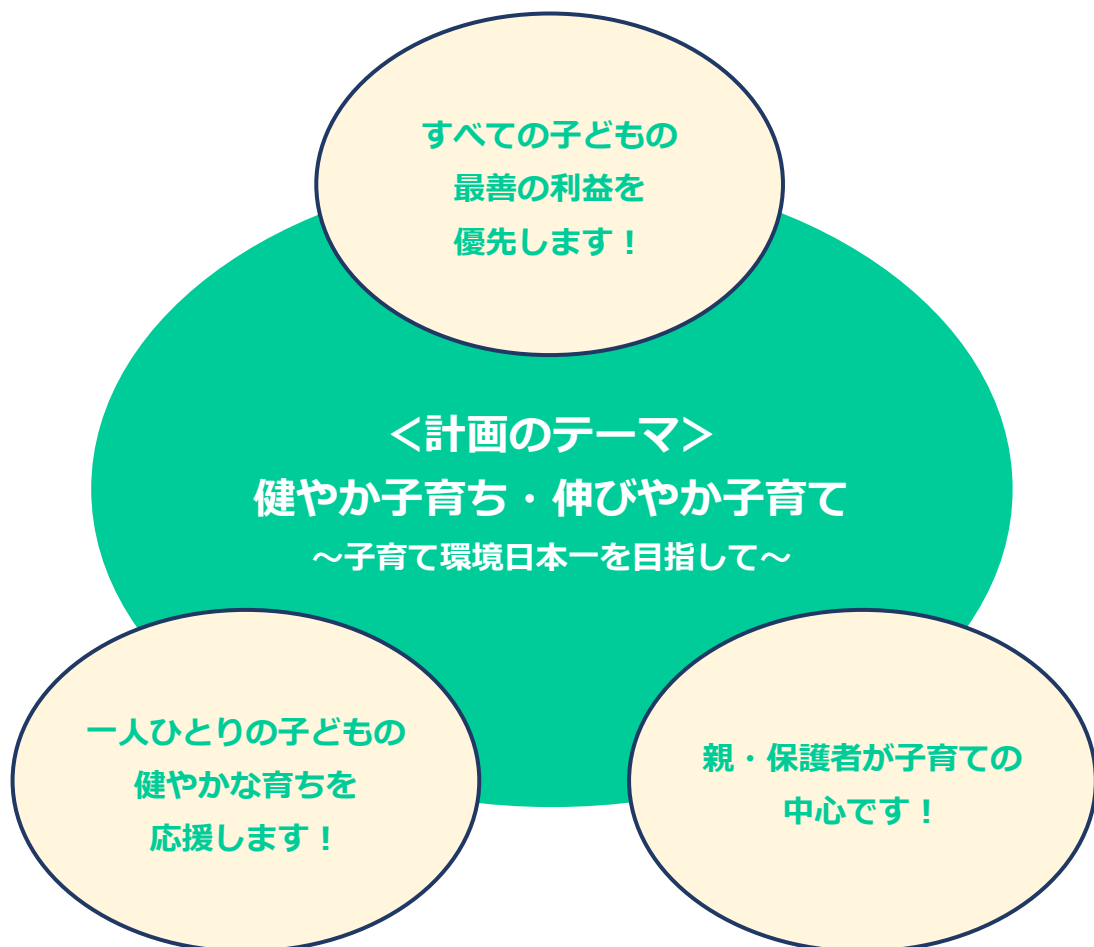 すべての子どもの
最善の利益を
優先します！
＜計画のテーマ＞
健やか子育ち・伸びやか子育て
～子育て環境日本一を目指して～
一人ひとりの子どもの
健やかな育ちを
応援します！
親・保護者が子育ての
中心です！